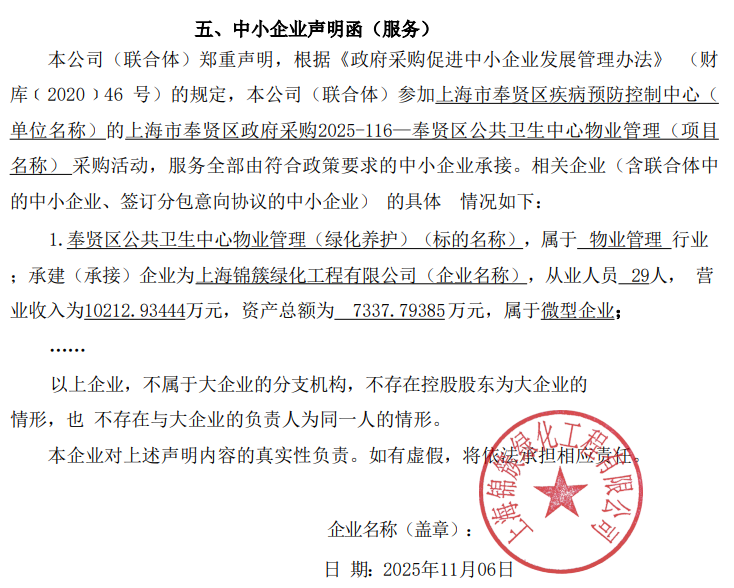 五、中小企业声明函（服务）
本公司（联合体）郑重声明，根据《政府采购促进中小企业发展管理办法》 （财
库﹝2020﹞46 号）的规定，本公司（联合体）参加上海市奉贤区疾病预防控制中心（
单位名称）的上海市奉贤区政府采购2025-116—奉贤区公共卫生中心物业管理（项目
名称） 采购活动，服务全部由符合政策要求的中小企业承接。相关企业（含联合体中
的中小企业、签订分包意向协议的中小企业） 的具体 情况如下：
1.奉贤区公共卫生中心物业管理（绿化养护）（标的名称），属于 物业管理 行业
；承建（承接）企业为上海锦簇绿化工程有限公司（企业名称），从业人员 29人， 营
业收入为10212.93444万元，资产总额为 7337.79385 万元，属于微型企业；
……
以上企业，不属于大企业的分支机构，不存在控股股东为大企业的
情形，也 不存在与大企业的负责人为同一人的情形。
本企业对上述声明内容的真实性负责。如有虚假，将依法承担相应责任。
上海锦簇绿化工程有限公司
企业名称（盖章）：
日 期：2025年11月06日